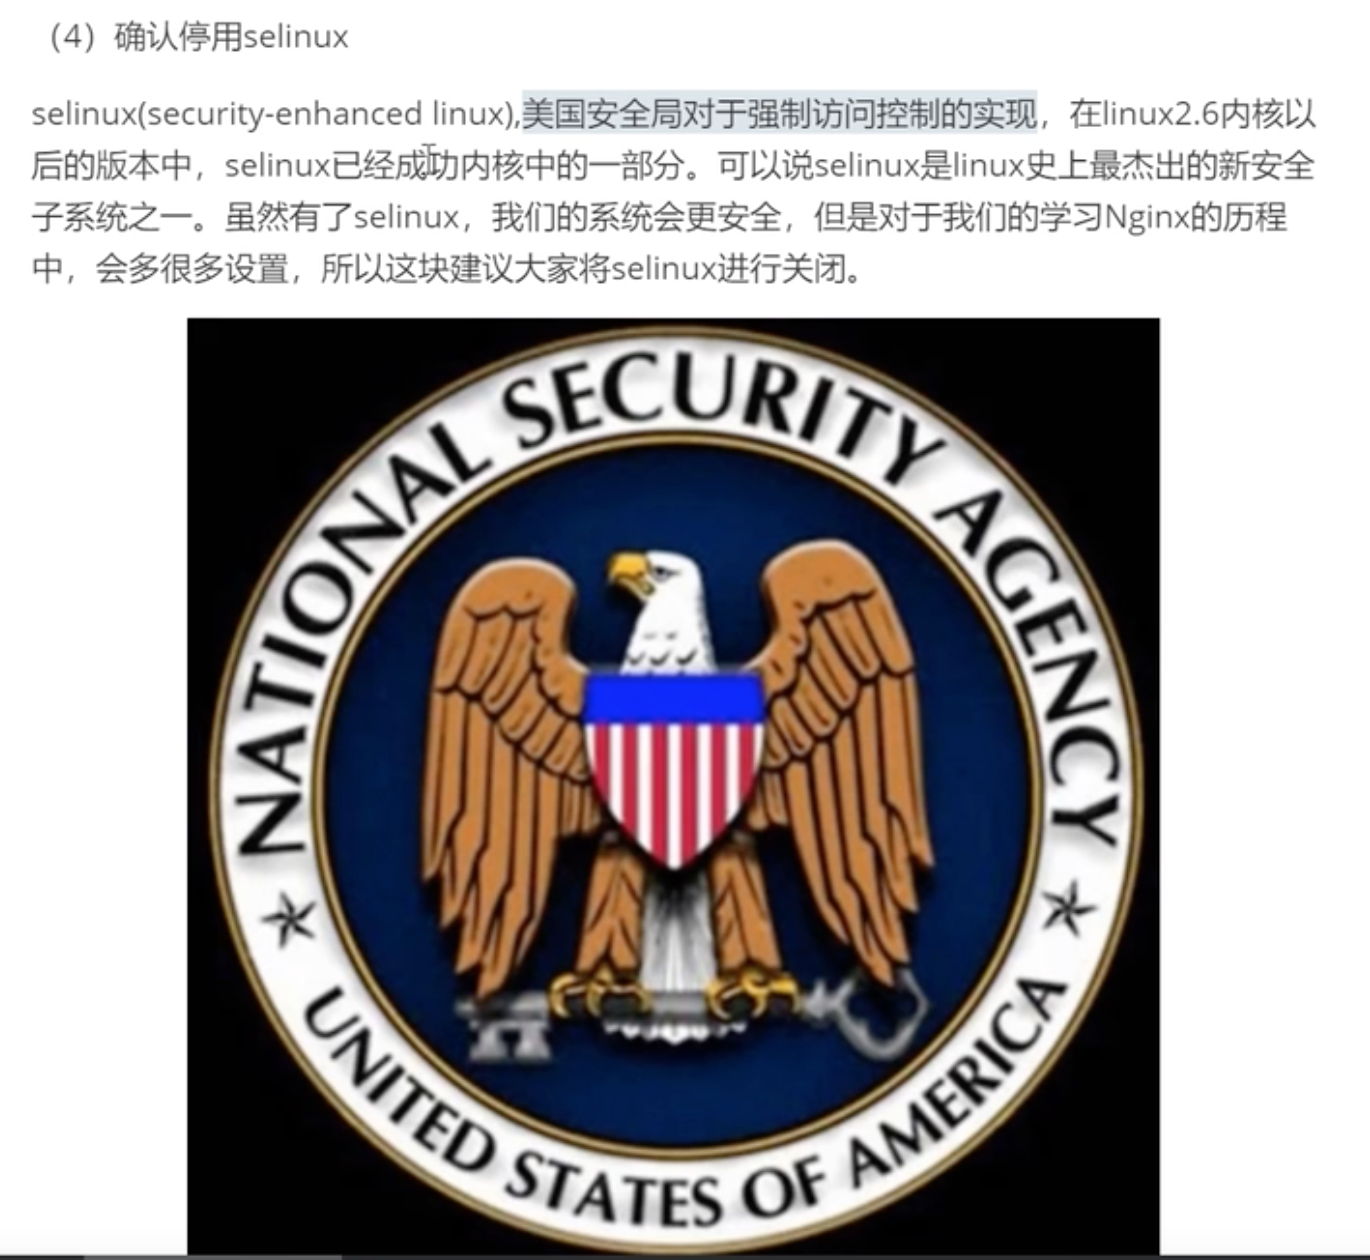 （4）确认停用selinux
selinux(security-enhanced linux),美国安全局对于强制访问控制的实现，在linux2.6内核以
后的版本中，selinux已经成功内核中的一部分。可以说selinux是linux史上最杰出的新安全
子系统之一。虽然有了selinux，我们的系统会更安全，但是对于我们的学习Nginx的历程
中，会多很多设置，所以这块建议大家将selinux进行关闭。
NATIONAL SECURITY AGENCY
UNITED STATES OF AMERICA